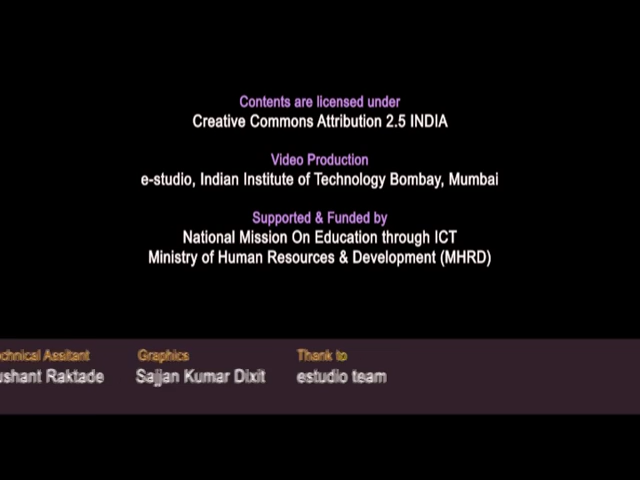 Contents are licensed under
Creative Commons Attribution 2.5 INDIA
Video Production
e-studio, Indian Institute of Technology Bombay, Mumbai
Supported & Funded by
National Mission On Education through ICT
Ministry of Human Resources & Development (MHRD)
Assitant Graphics Thank to
Raktade Sajjan Kumar Dixit estudio team